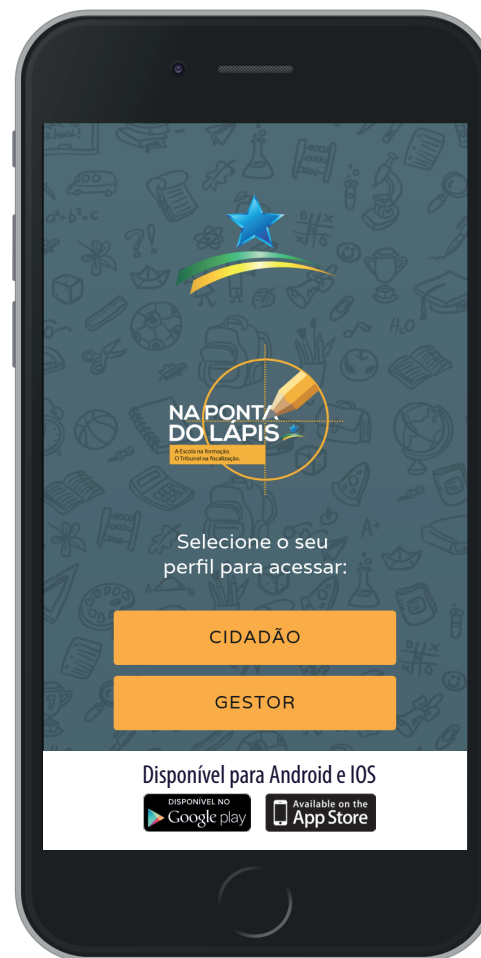 NA PONTA
DO LÁPIS
A Escola na formação.
O Tribunal na fiscalização.
Selecione o seu
perfil para acessar:
CIDADÃO
GESTOR
Disponível para Android e IOS
DISPONÍVEL NO
Google play
Available on the
App Store